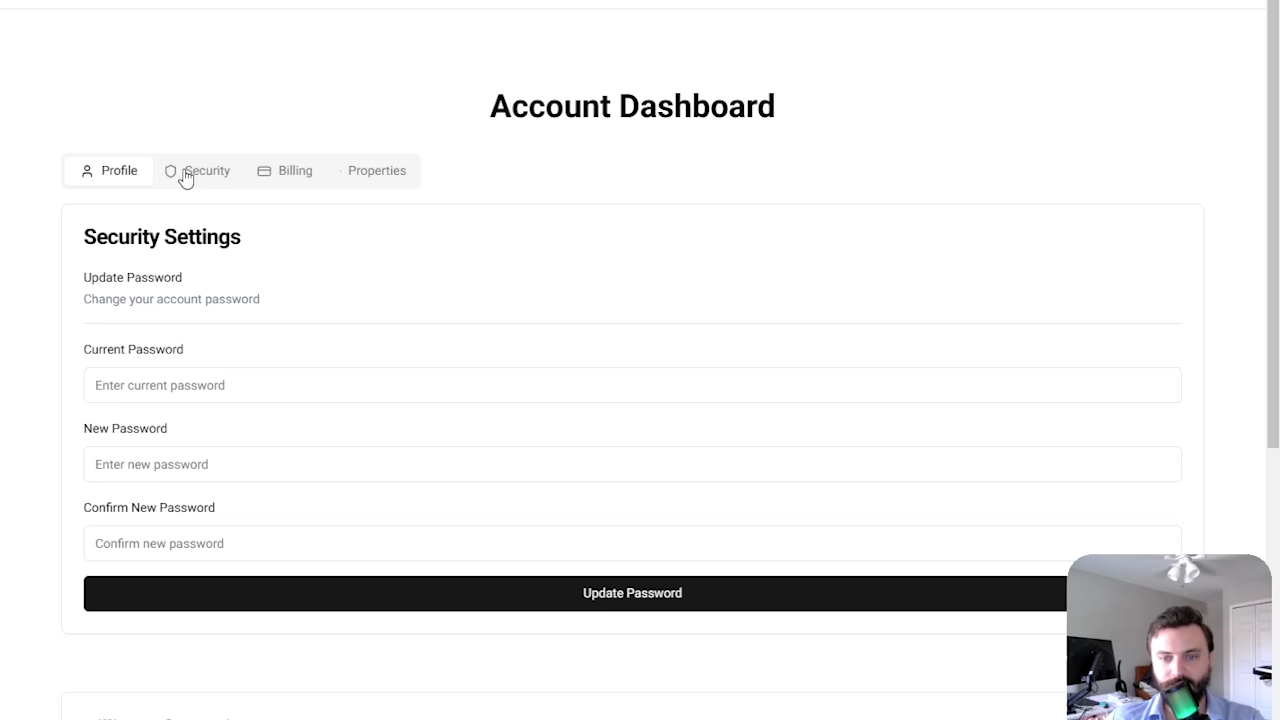 Account Dashboard
Profile Security Billing Properties
Security Settings
Update Password
Change your account password
Current Password
Enter current password
New Password
Enter new password
Confirm New Password
Confirm new password
Update Password